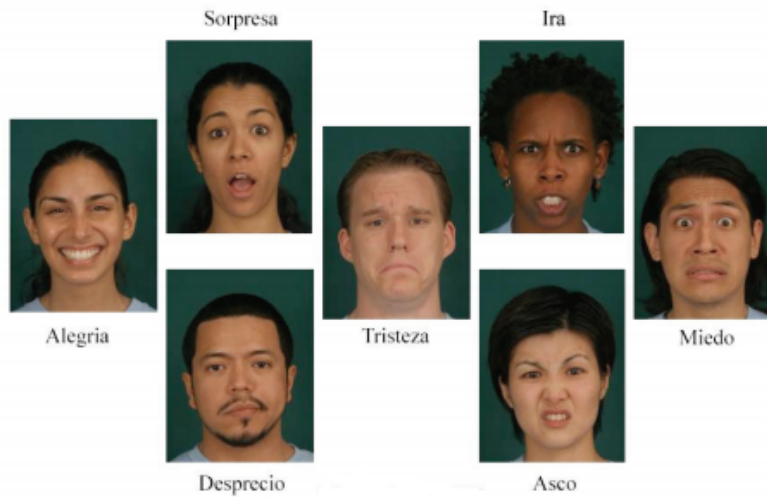 Sorpresa
Ira
Alegria
Tristeza
Miedo
Desprecio
Asco